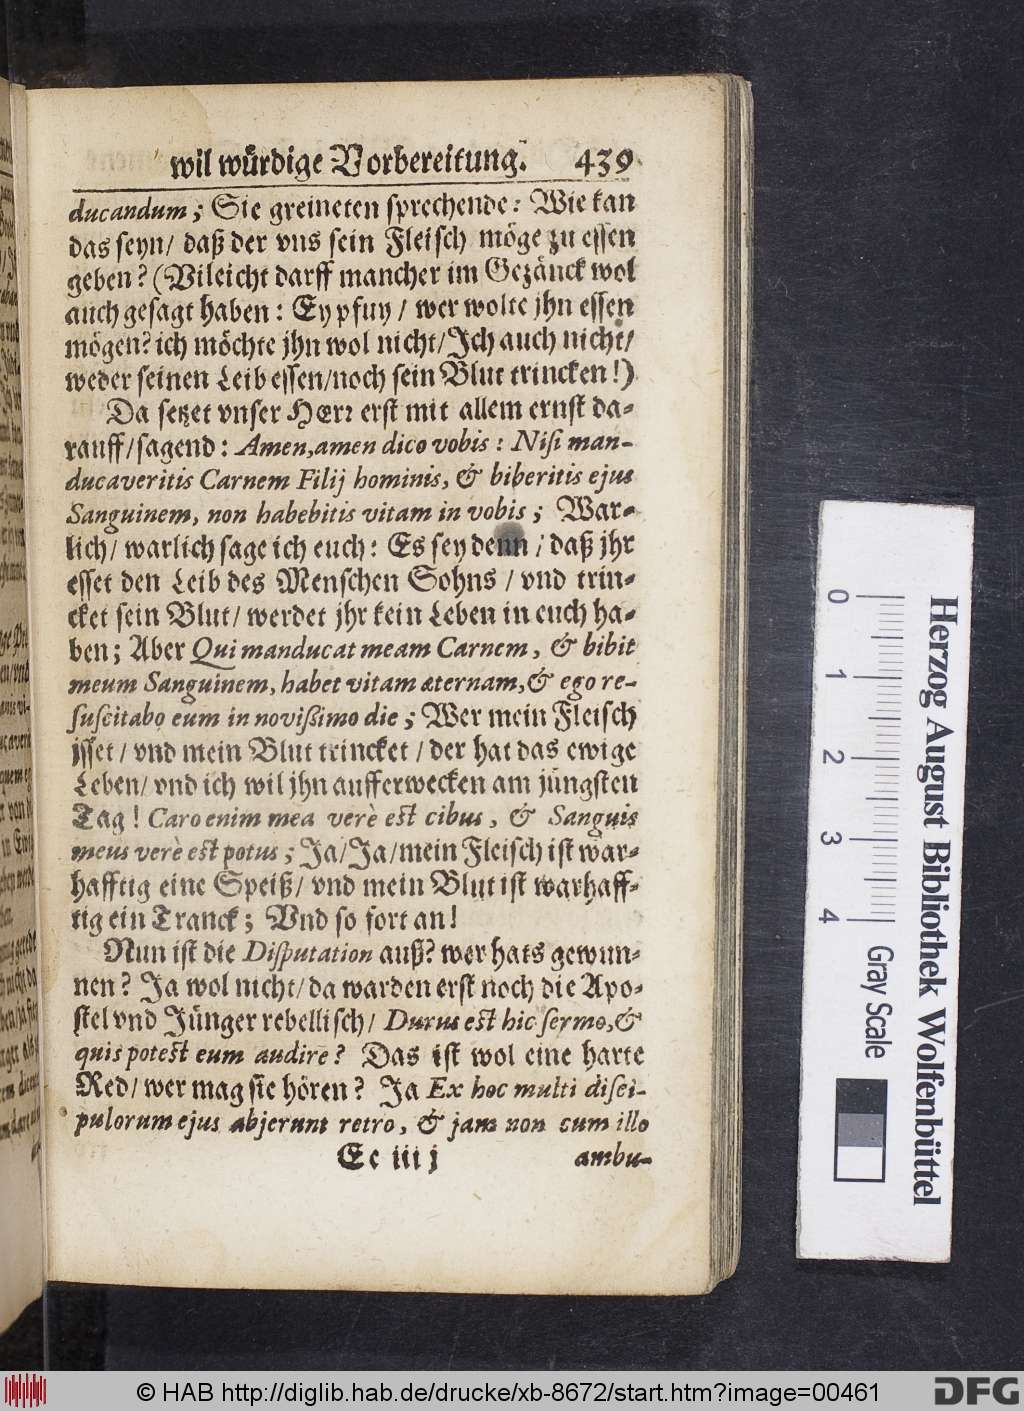 wil würdige Vorbereitung. 439
ducandum; Sie greineten sprechende: Wie kan
das seyn/ daß der vns sein Fleisch möge zu essen
geben? (Vileicht darff mancher im Gezänck wol
auch gesagt haben: Ey pfuy / wer wolte jhn essen
mögen? ich möchte jhn wol nicht/ Ich auch nicht/
weder seinen Leib essen/noch sein Blut trincken!)
Da setzet vnser HErr erst mit allem ernst da-
rauff/sagend: Amen, amen dico vobis: Nisi man-
ducaveritis Carnem Filij hominis, & biberitis ejus
Sanguinem, non habebitis vitam in vobis; War-
lich/ warlich sage ich euch: Es sey denn / daß jhr
esset den Leib des Menschen Sohns / vnd trin-
cket sein Blut/ werdet jhr kein Leben in euch ha-
ben; Aber Qui manducat meam Carnem, & bibit
meum Sanguinem, habet vitam æternam, & ego re-
suscitabo eum in novißimo die; Wer mein Fleisch
jsset/ vnd mein Blut trincket / der hat das ewige
Leben/ vnd ich wil jhn aufferwecken am jüngsten
Tag! Caro enim mea verè est cibus, & Sanguis
meus verè est potus; Ja/ Ja/ mein Fleisch ist war-
hafftig eine Speiß/ vnd mein Blut ist warhaff-
tig ein Tranck; Vnd so fort an!
Nun ist die Disputation auß? wer hats gewun-
nen? Ja wol nicht/ da warden erst noch die Apo-
stel vnd Jünger rebellisch/ Durus est hic sermo, &
quis potest eum audire? Das ist wol eine harte
Red/ wer mag sie hören? Ja Ex hoc multi disci-
pulorum ejus abjerunt retro, & jam non cum illo
Ee iiij ambu-
0 1 2 3 4
Herzog August Bibliothek Wolfenbüttel
Gray Scale
© HAB http://diglib.hab.de/drucke/xb-8672/start.htm?image=00461
DFG